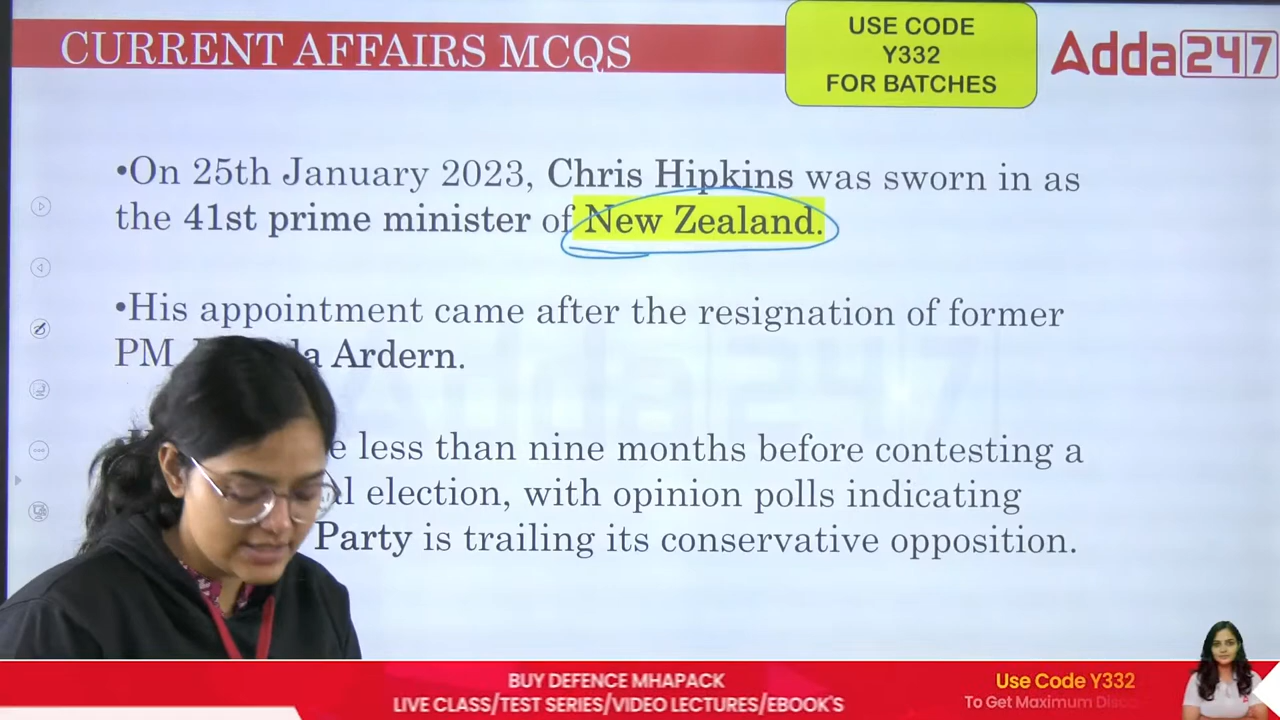 CURRENT AFFAIRS MCQS
USE CODE
Y332
FOR BATCHES
Adda247
•On 25th January 2023, Chris Hipkins was sworn in as
the 41st prime minister of New Zealand.
•His appointment came after the resignation of former
PM Ardern.
less than nine months before contesting a
election, with opinion polls indicating
Party is trailing its conservative opposition.
BUY DEFENCE MHAPACK
LIVE CLASS/TEST SERIES/VIDEO LECTURES/EBOOK'S
Use Code Y332
To Get Maximum